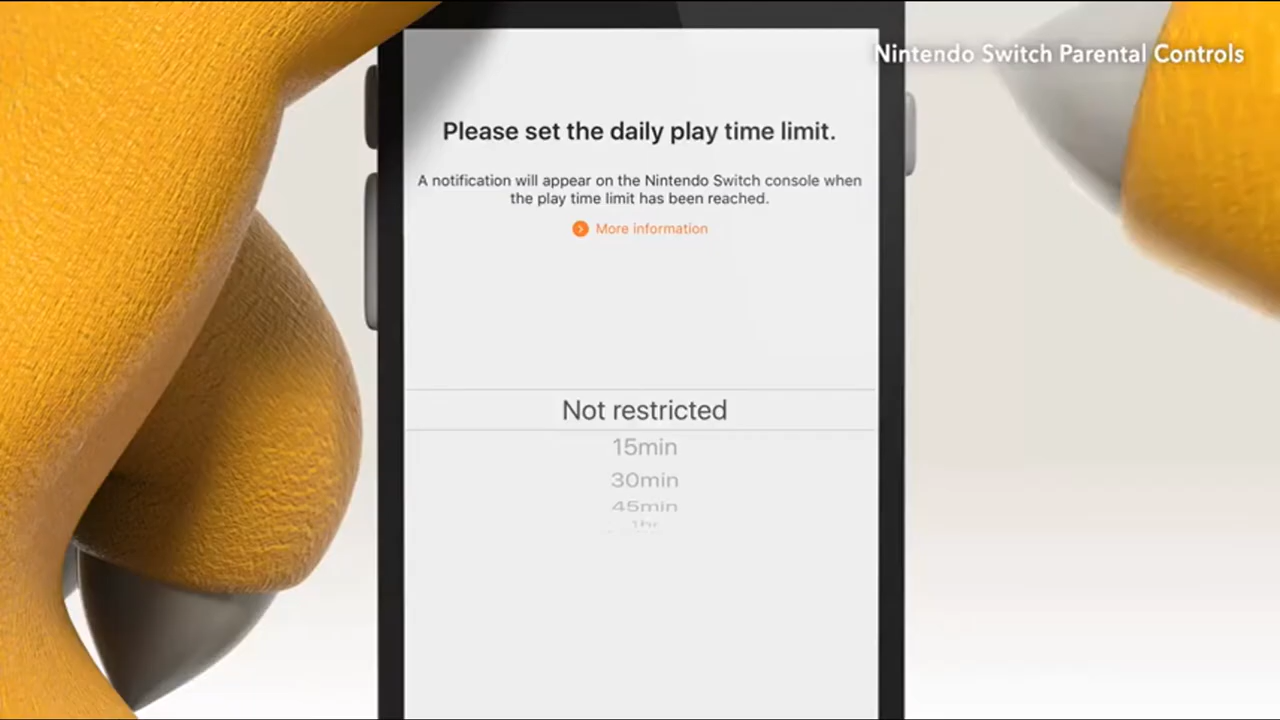 Nintendo Switch Parental Controls
Please set the daily play time limit.
A notification will appear on the Nintendo Switch console when
the play time limit has been reached.
More information
Not restricted
15min
30min
45min
1hr